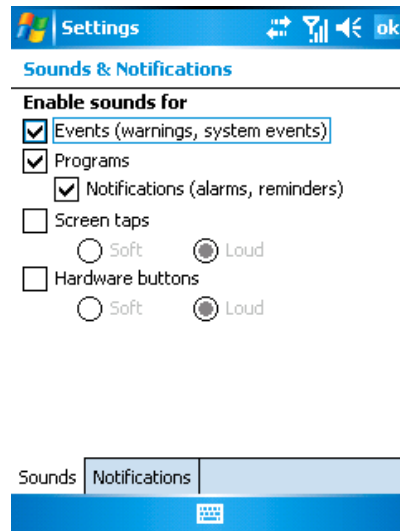 Settings ok
Sounds & Notifications
Enable sounds for
Events (warnings, system events)
Programs
Notifications (alarms, reminders)
Screen taps
Soft Loud
Hardware buttons
Soft Loud
Sounds Notifications